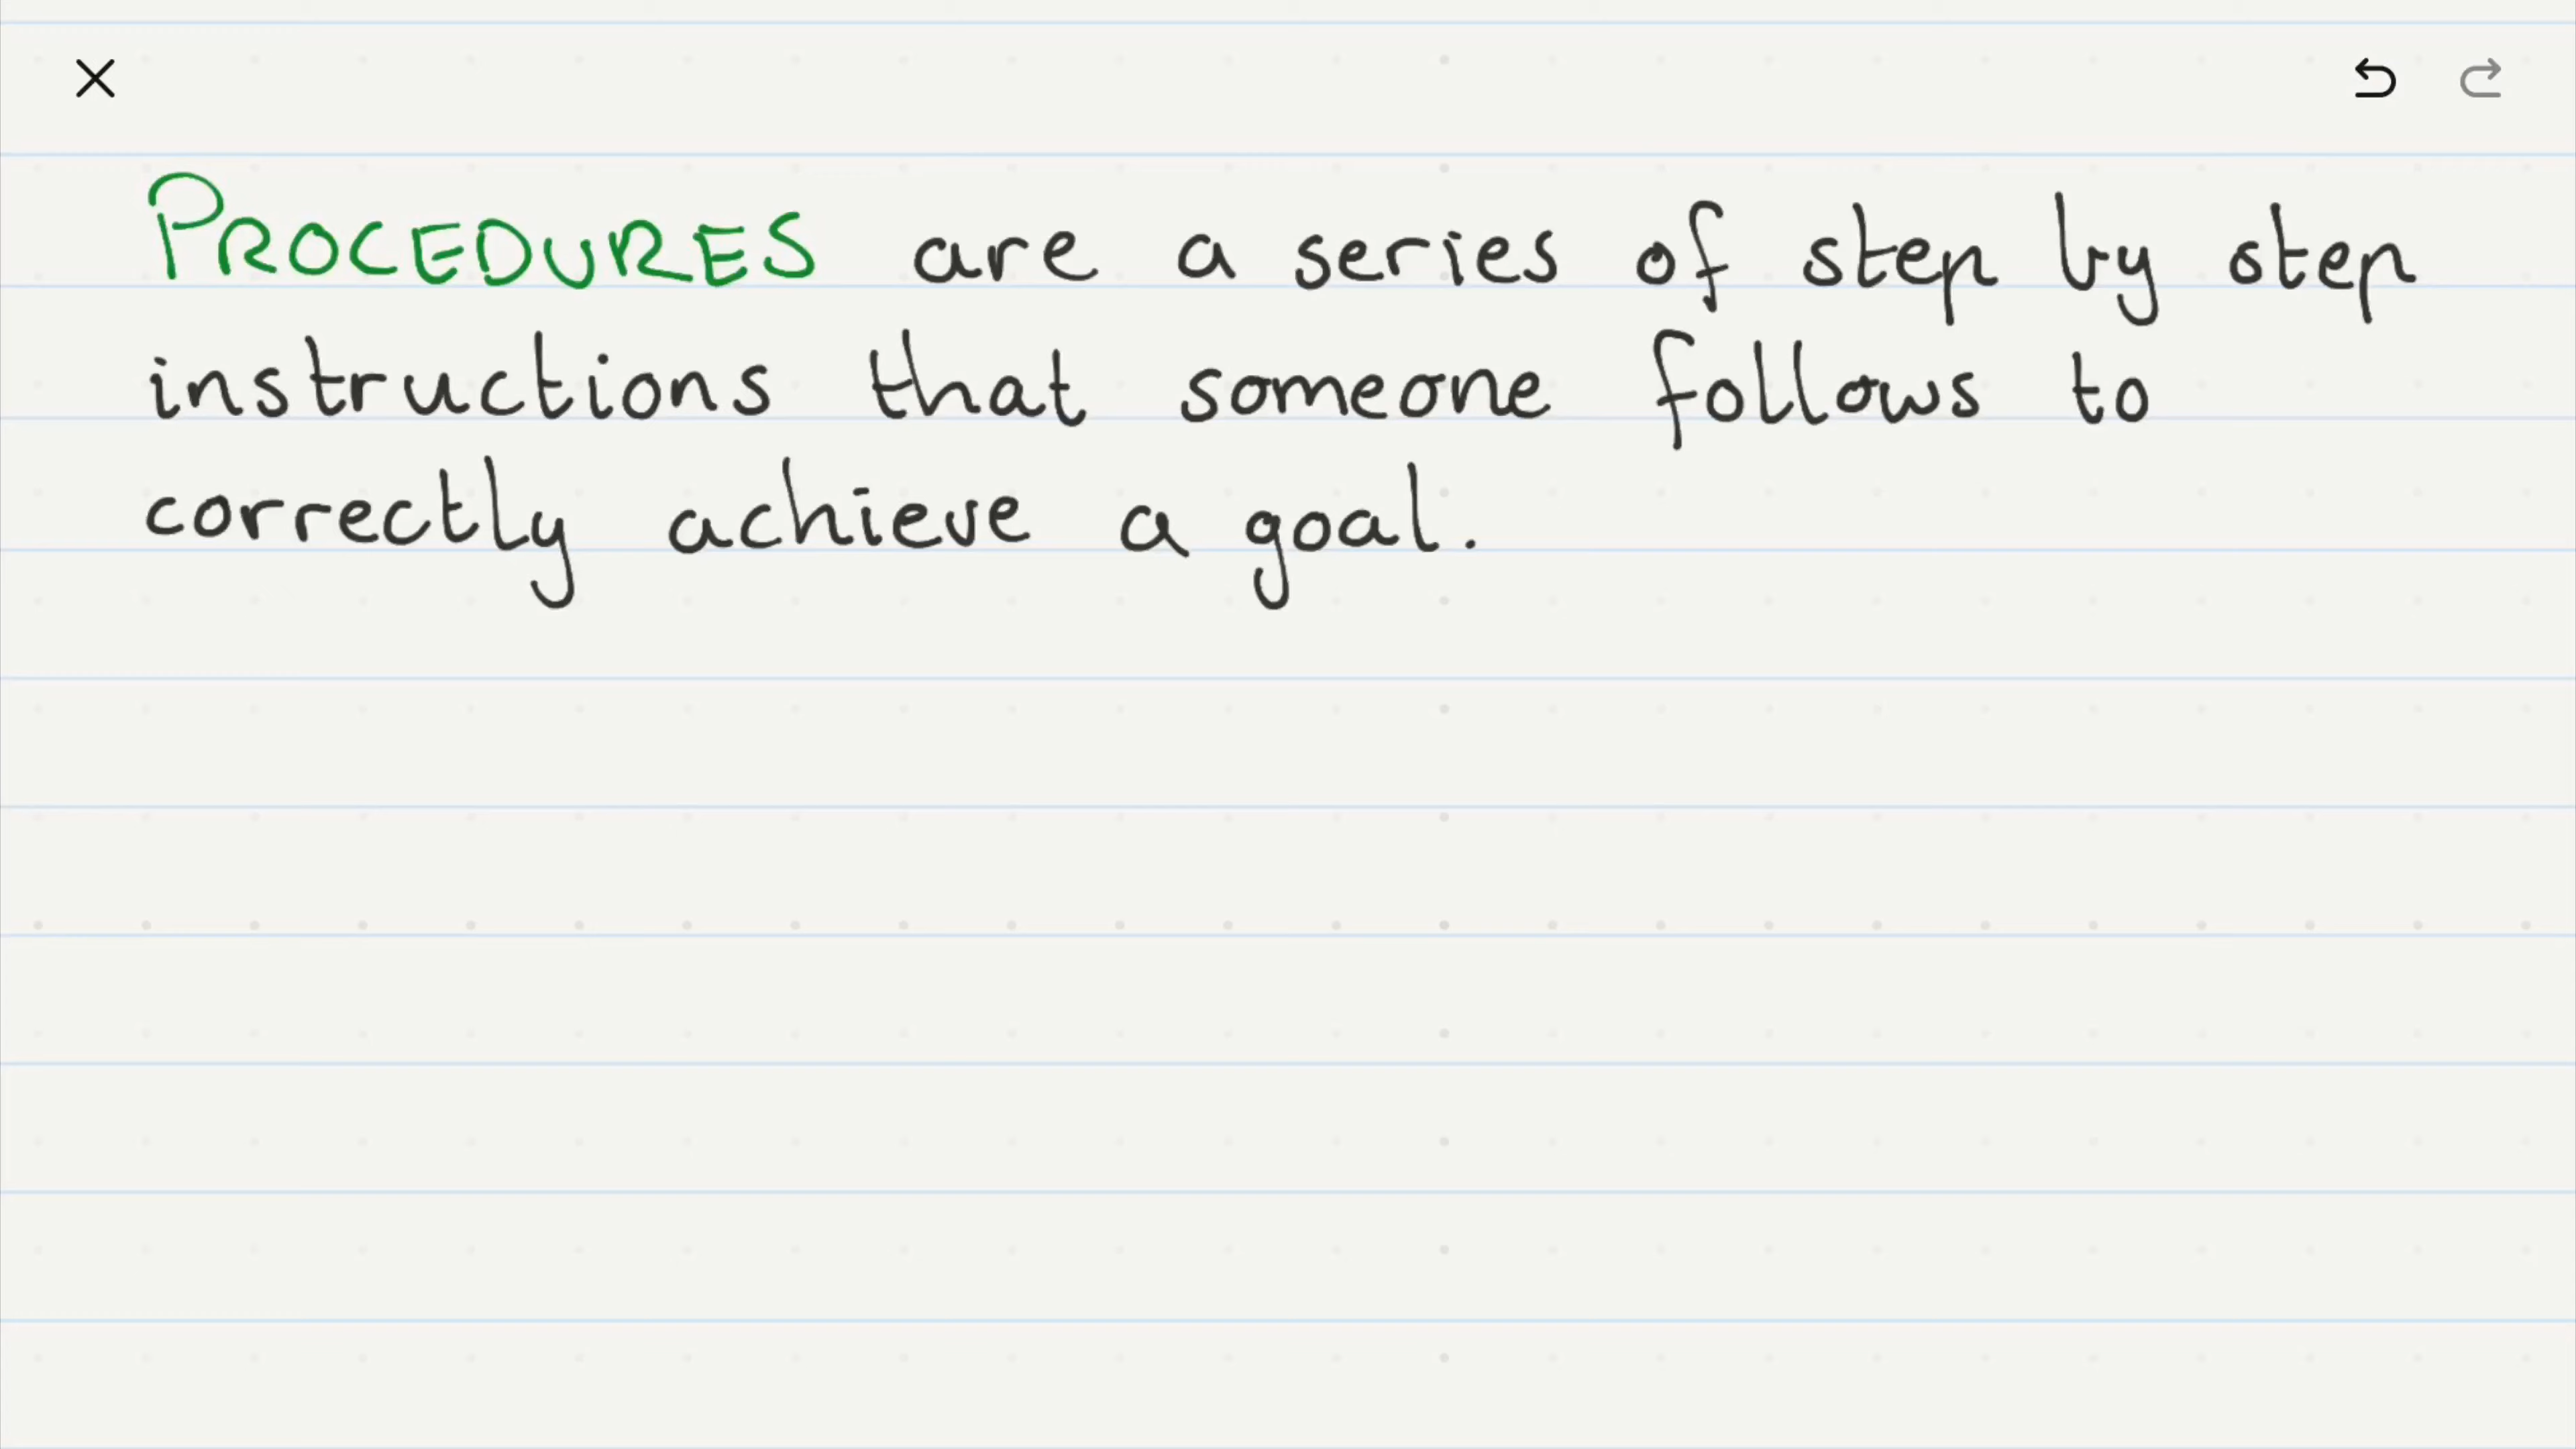 PROCEDURES are a series of step by step
instructions that someone follows to
correctly achieve a goal.